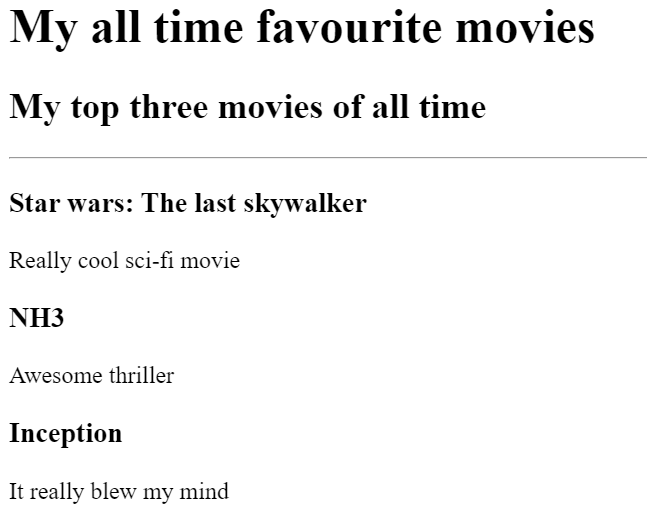 My all time favourite movies
My top three movies of all time
Star wars: The last skywalker
Really cool sci-fi movie
NH3
Awesome thriller
Inception
It really blew my mind